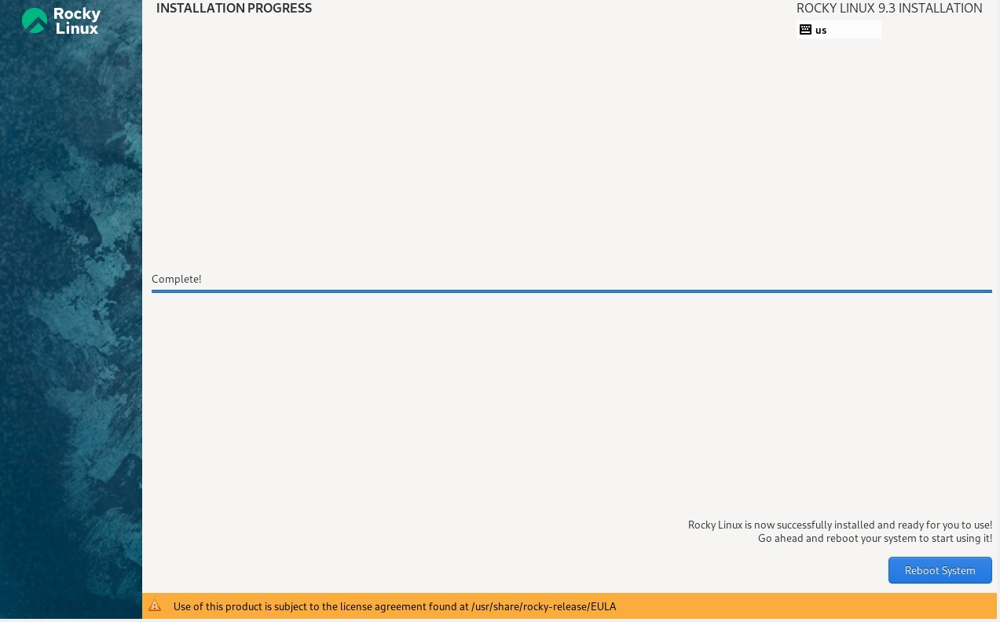 Rocky
Linux
INSTALLATION PROGRESS
ROCKY LINUX 9.3 INSTALLATION
us
Complete!
Rocky Linux is now successfully installed and ready for you to use!
Go ahead and reboot your system to start using it!
Reboot System
Use of this product is subject to the license agreement found at /usr/share/rocky-release/EULA